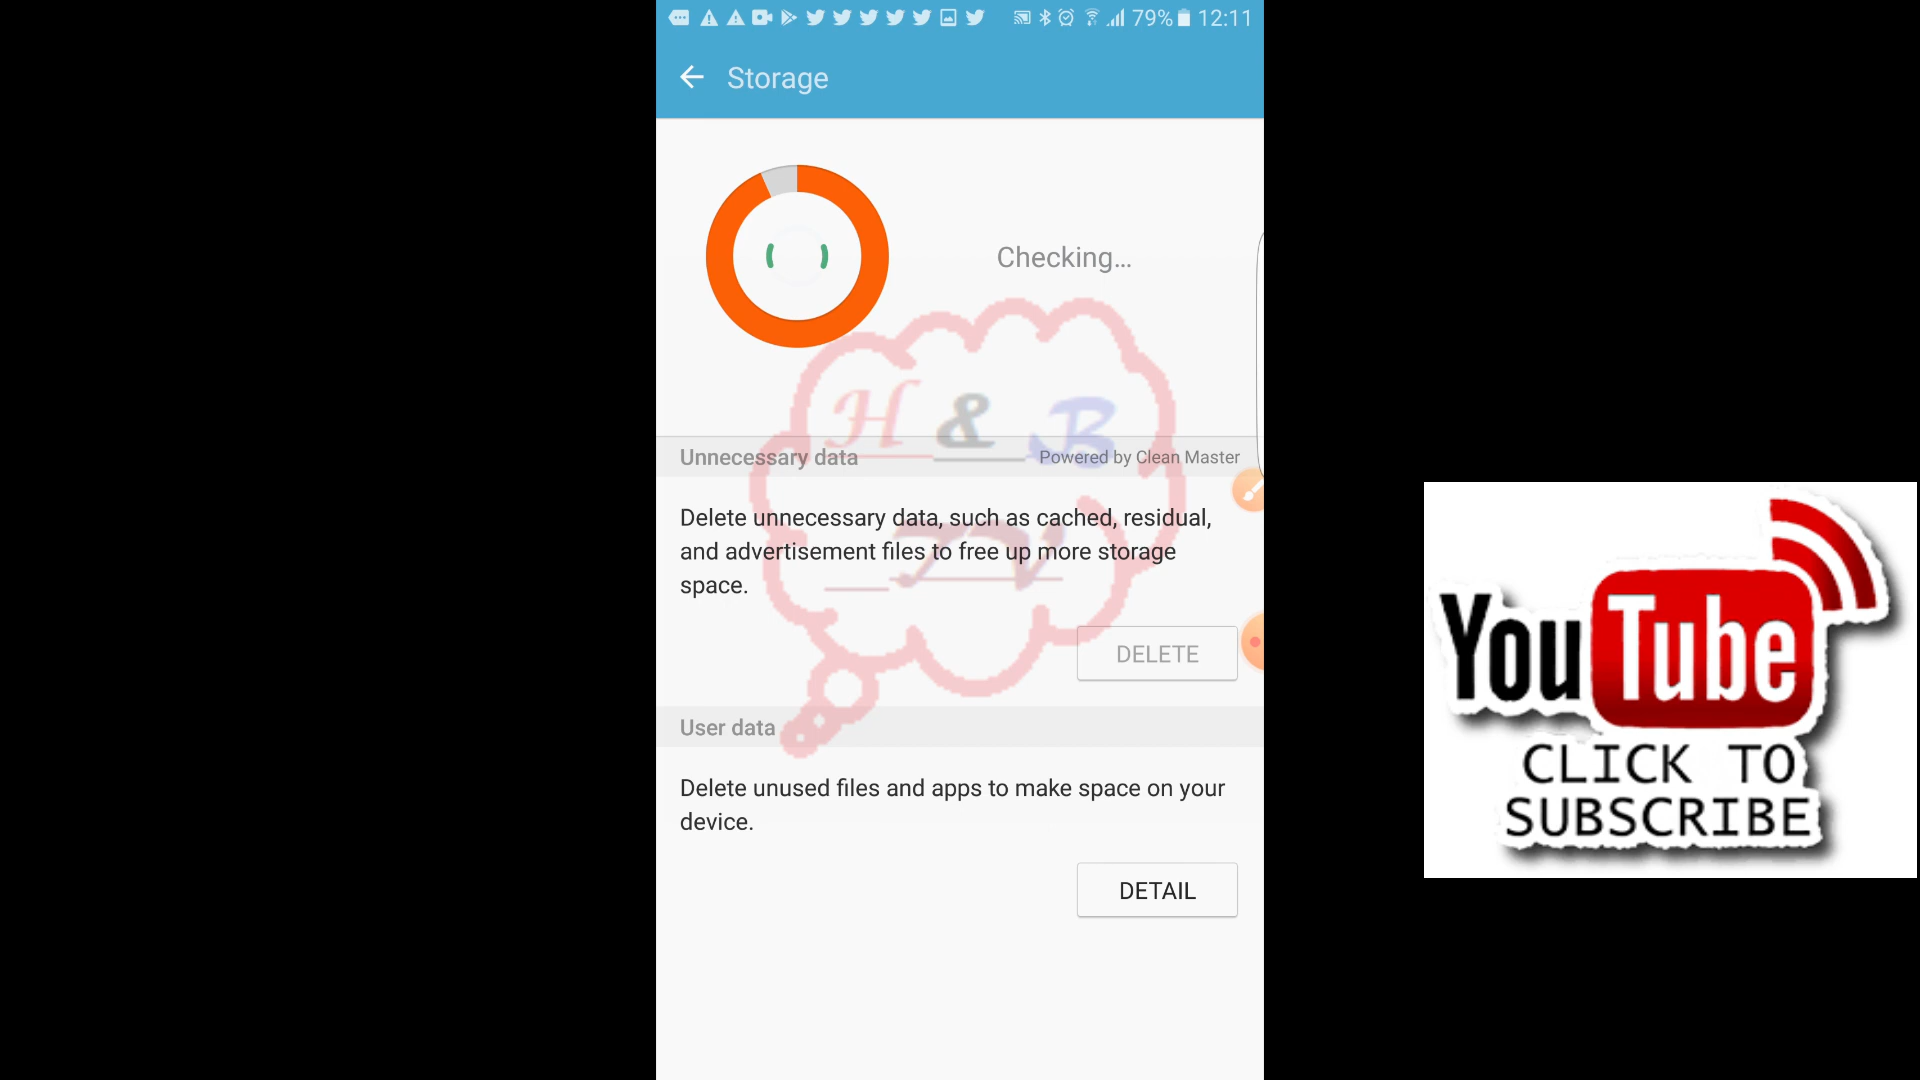 79% 12:11
Storage
Checking...
H & B
TV
Unnecessary data
Powered by Clean Master
Delete unnecessary data, such as cached, residual,
and advertisement files to free up more storage
space.
DELETE
User data
Delete unused files and apps to make space on your
device.
DETAIL
YouTube
CLICK TO
SUBSCRIBE